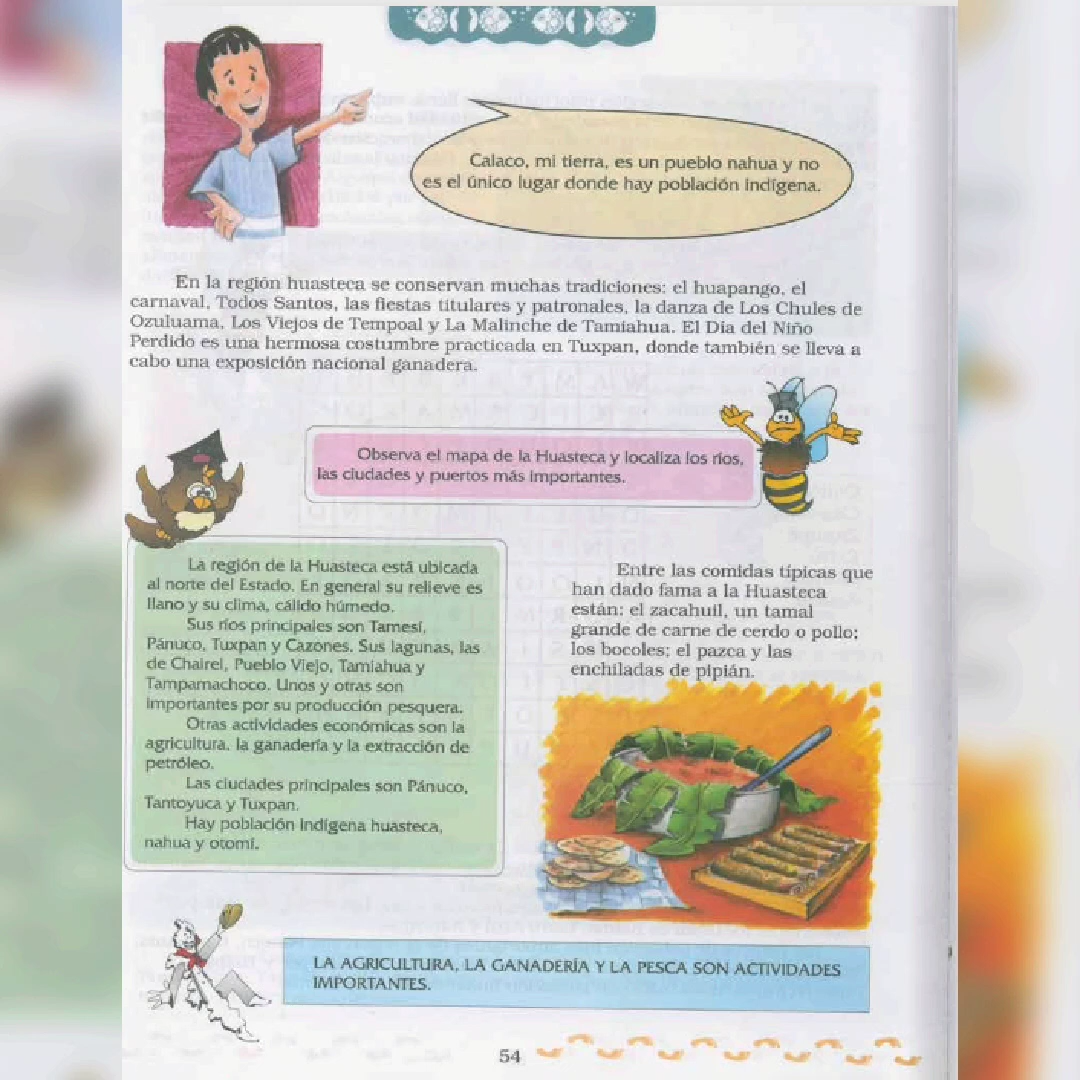 Calaco, mi tierra, es un pueblo nahua y no
es el único lugar donde hay población indígena.
En la región huasteca se conservan muchas tradiciones: el huapango, el
carnaval, Todos Santos, las fiestas titulares y patronales, la danza de Los Chules de
Ozuluama, Los Viejos de Tempoal y La Malinche de Tamiahua. El Día del Niño
Perdido es una hermosa costumbre practicada en Tuxpan, donde también se lleva a
cabo una exposición nacional ganadera.
Observa el mapa de la Huasteca y localiza los ríos,
las ciudades y puertos más importantes.
La región de la Huasteca está ubicada
al norte del Estado. En general su relieve es
llano y su clima, cálido húmedo.
Sus ríos principales son Tamesí,
Pánuco, Tuxpan y Cazones. Sus lagunas, las
de Chairel, Pueblo Viejo, Tamiahua y
Tampamachoco. Unos y otras son
importantes por su producción pesquera.
Otras actividades económicas son la
agricultura, la ganadería y la extracción de
petróleo.
Las ciudades principales son Pánuco,
Tantoyuca y Tuxpan.
Hay población indígena huasteca,
nahua y otomí.
Entre las comidas típicas que
han dado fama a la Huasteca
están: el zacahuil, un tamal
grande de carne de cerdo o pollo;
los bocoles; el pazca y las
enchiladas de pipián.
LA AGRICULTURA, LA GANADERÍA Y LA PESCA SON ACTIVIDADES
IMPORTANTES.
54